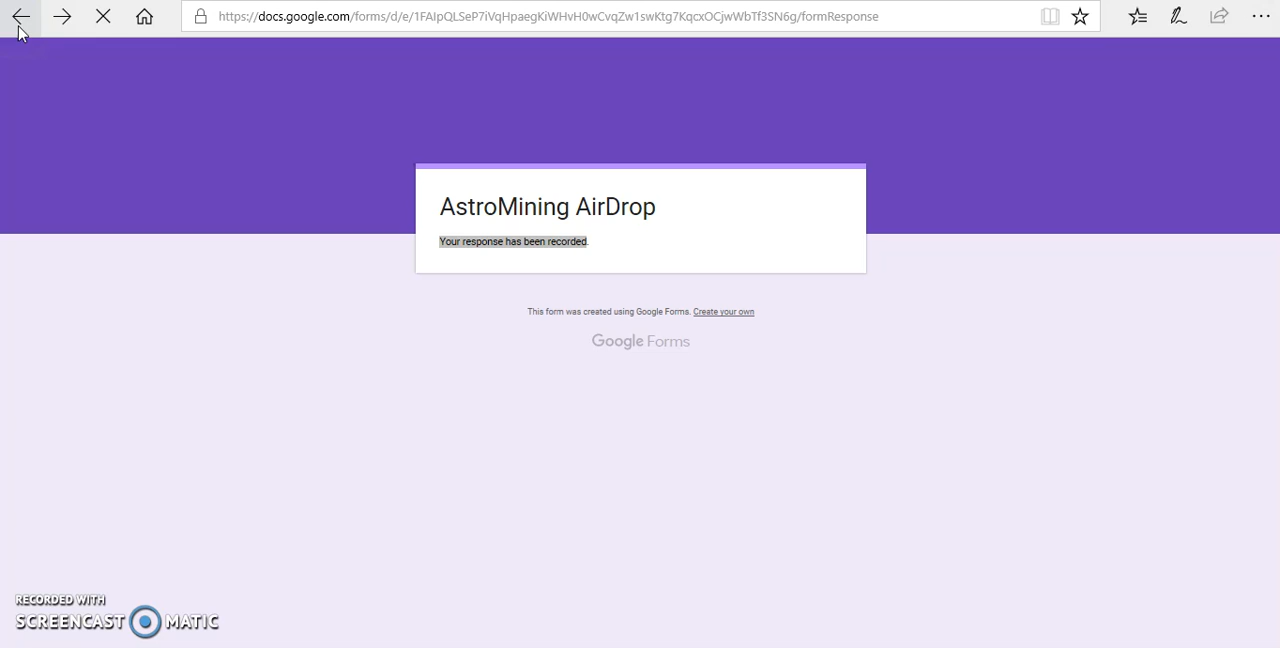 https://docs.google.com/forms/d/e/1FAIpQLSeP7iVqHpaegKiWHvH0wCvqZw1swKtg7KqcxOCjwWbTf3SN6g/formResponse
AstroMining AirDrop
Your response has been recorded.
This form was created using Google Forms. Create your own
Google Forms
RECORDED WITH
SCREENCAST MATIC